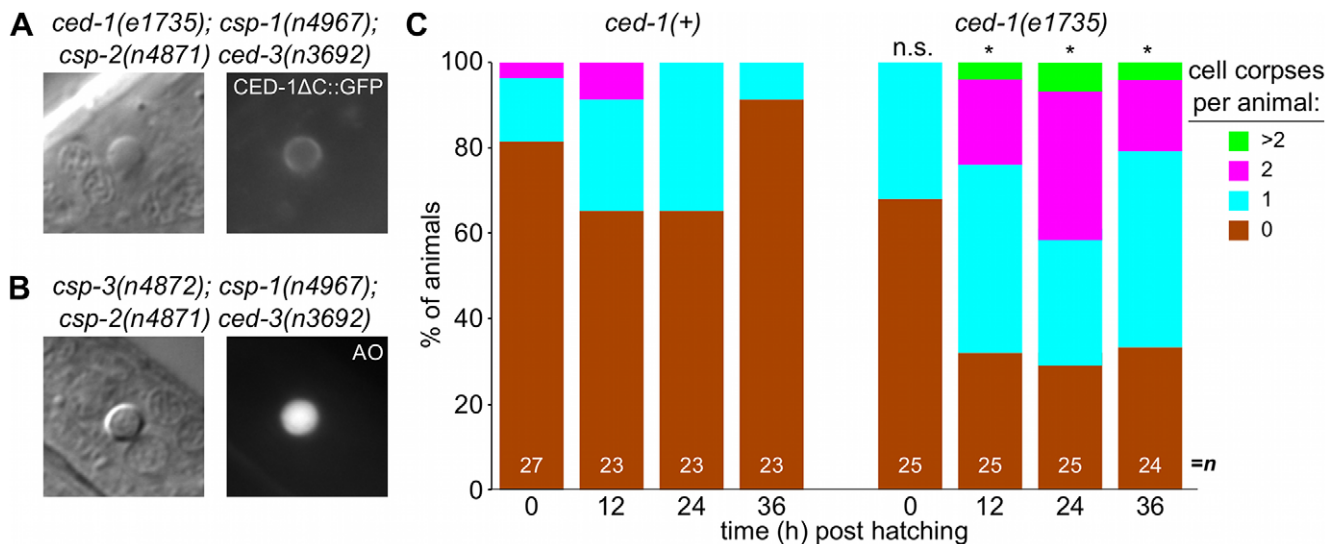 A
ced-1(e1735); csp-1(n4967);
csp-2(n4871) ced-3(n3692)
CED-1ΔC::GFP
B
csp-3(n4872); csp-1(n4967);
csp-2(n4871) ced-3(n3692)
AO
C
ced-1(+)
ced-1(e1735)
n.s. * * *
% of animals
100
80
60
40
20
0
27 23 23 23 25 25 25 24 =n
0 12 24 36 0 12 24 36
time (h) post hatching
cell corpses
per animal:
>2
2
1
0